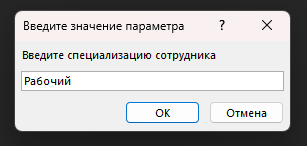 Введите значение параметра ?
Введите специализацию сотрудника
Рабочий
ОК Отмена